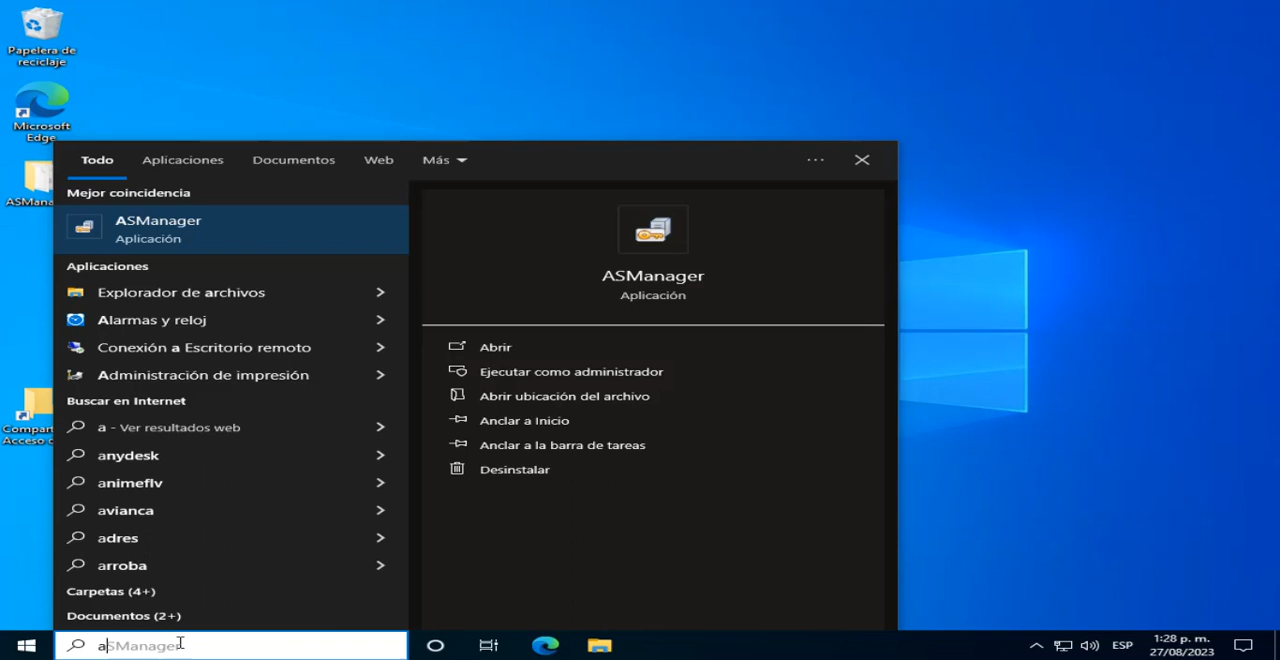 Papelera de
reciclaje
Microsoft
Edge
ASMana
Compart
Acceso
Todo
Aplicaciones
Documentos
Web
Más
Mejor coincidencia
ASManager
Aplicación
Aplicaciones
Explorador de archivos
Alarmas y reloj
Conexión a Escritorio remoto
Administración de impresión
Buscar en Internet
a - Ver resultados web
anydesk
animeflv
avianca
adres
arroba
Carpetas (4+)
Documentos (2+)
ASManager
Aplicación
Abrir
Ejecutar como administrador
Abrir ubicación del archivo
Anclar a Inicio
Anclar a la barra de tareas
Desinstalar
aSManager
ESP
1:28 p. m.
27/08/2023